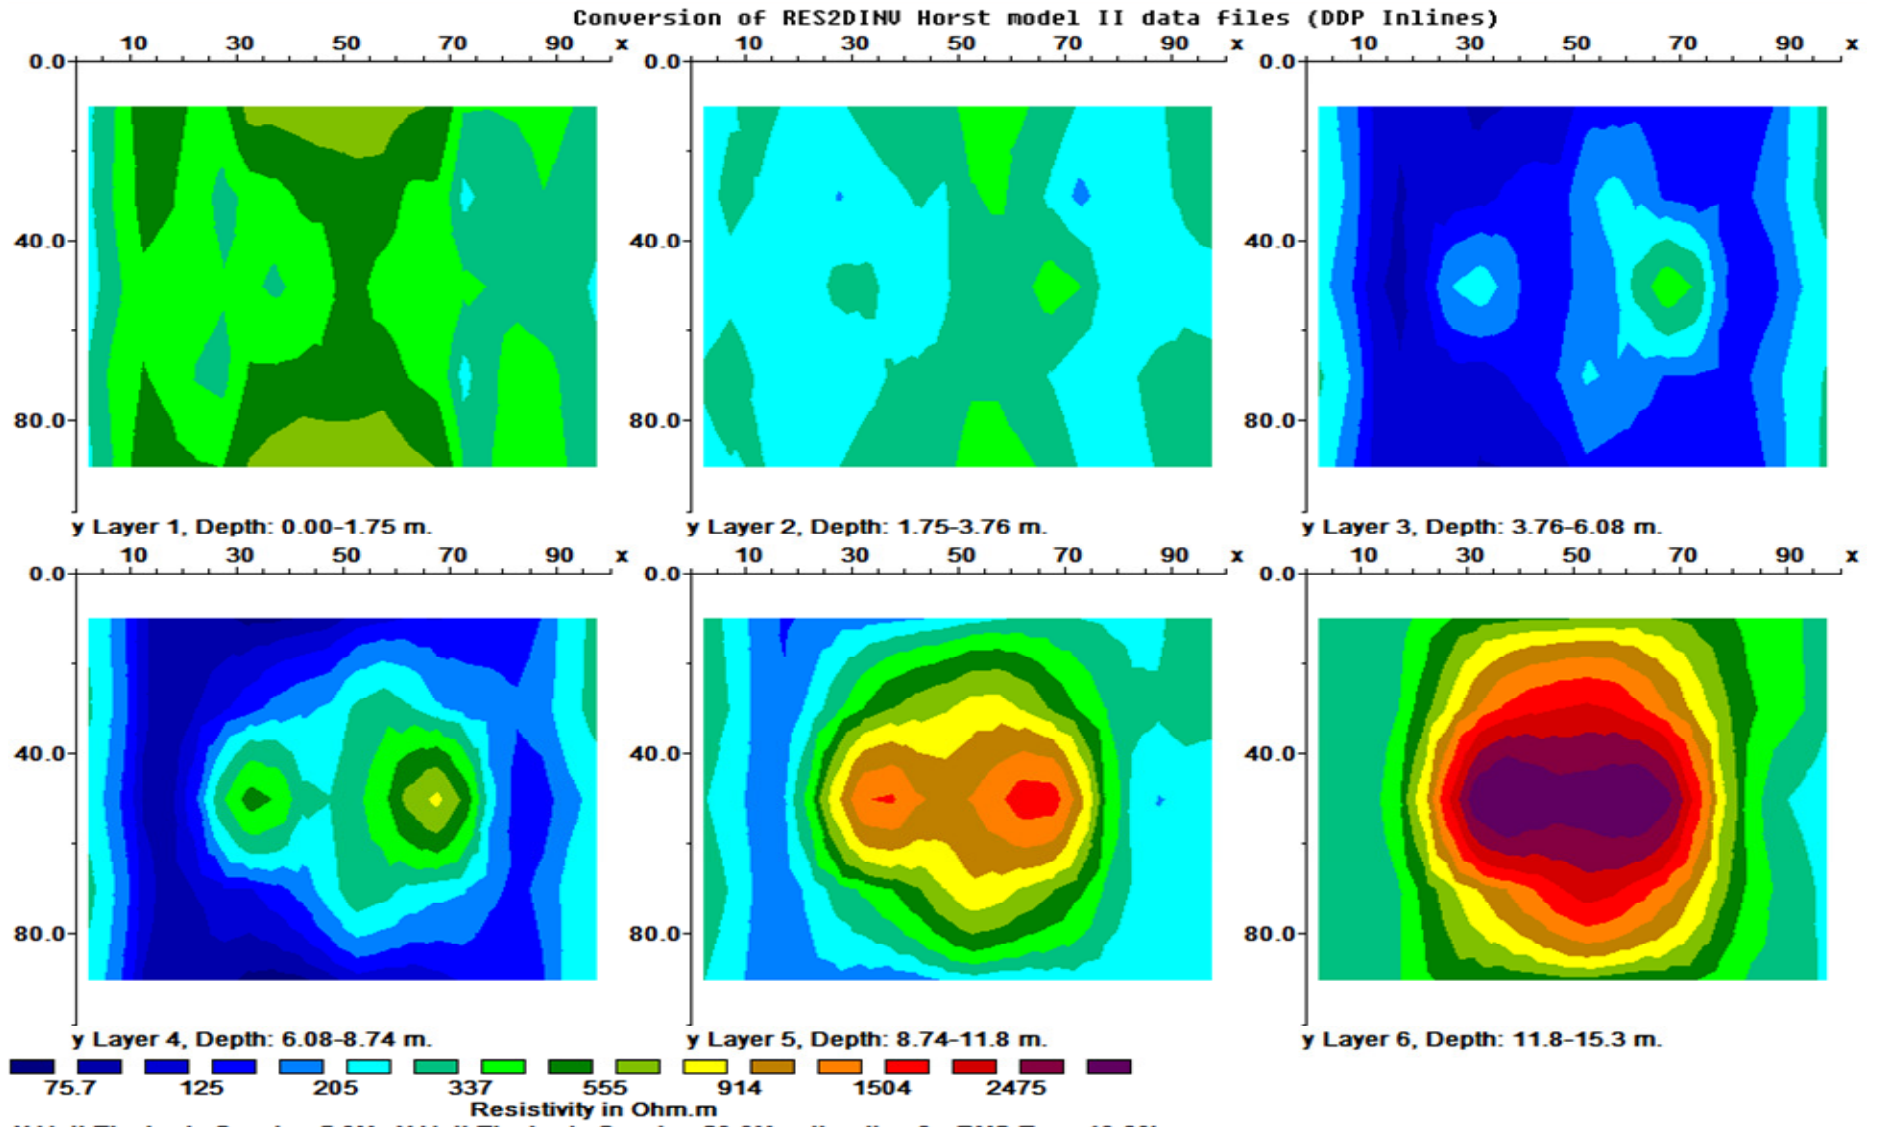 Conversion of RES2DINV Horst model II data files (DDP Inlines)
10 30 50 70 90 x
10 30 50 70 90 x
10 30 50 70 90 x
0.0 0.0 0.0
40.0 40.0 40.0
80.0 80.0 80.0
y Layer 1, Depth: 0.00-1.75 m.
y Layer 2, Depth: 1.75-3.76 m.
y Layer 3, Depth: 3.76-6.08 m.
10 30 50 70 90 x
10 30 50 70 90 x
10 30 50 70 90 x
0.0 0.0 0.0
40.0 40.0 40.0
80.0 80.0 80.0
y Layer 4, Depth: 6.08-8.74 m.
y Layer 5, Depth: 8.74-11.8 m.
y Layer 6, Depth: 11.8-15.3 m.
75.7 125 205 337 555 914 1504 2475
Resistivity in Ohm.m